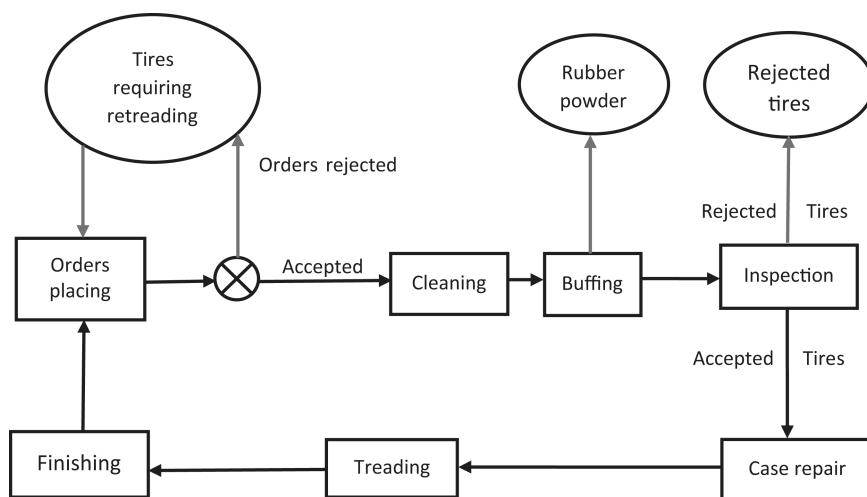 Tires
requiring
retreading
Rubber
powder
Rejected
tires
Orders rejected
Rejected Tires
Orders
placing
Accepted
Cleaning
Buffing
Inspection
Accepted Tires
Finishing
Treading
Case repair